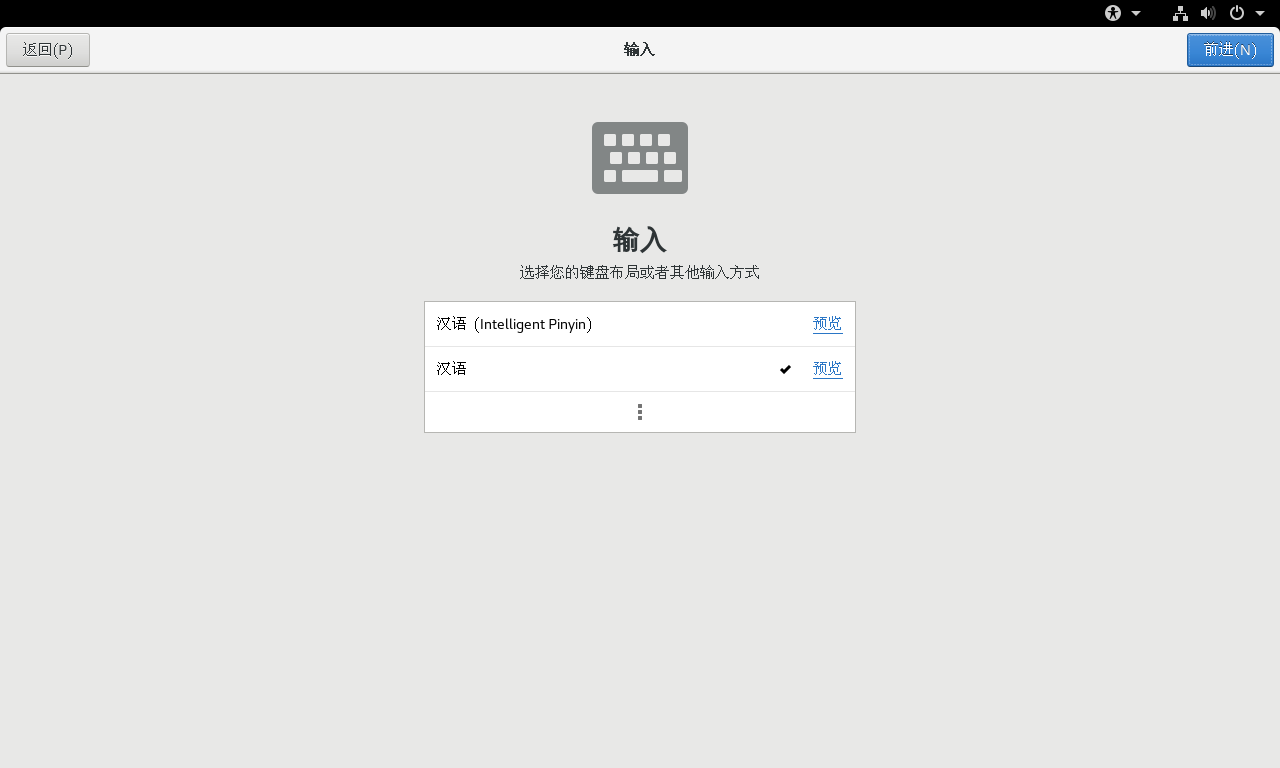 返回(P)
输入
前进(N)
输入
选择您的键盘布局或者其他输入方式
汉语（Intelligent Pinyin） 预览
汉语 预览